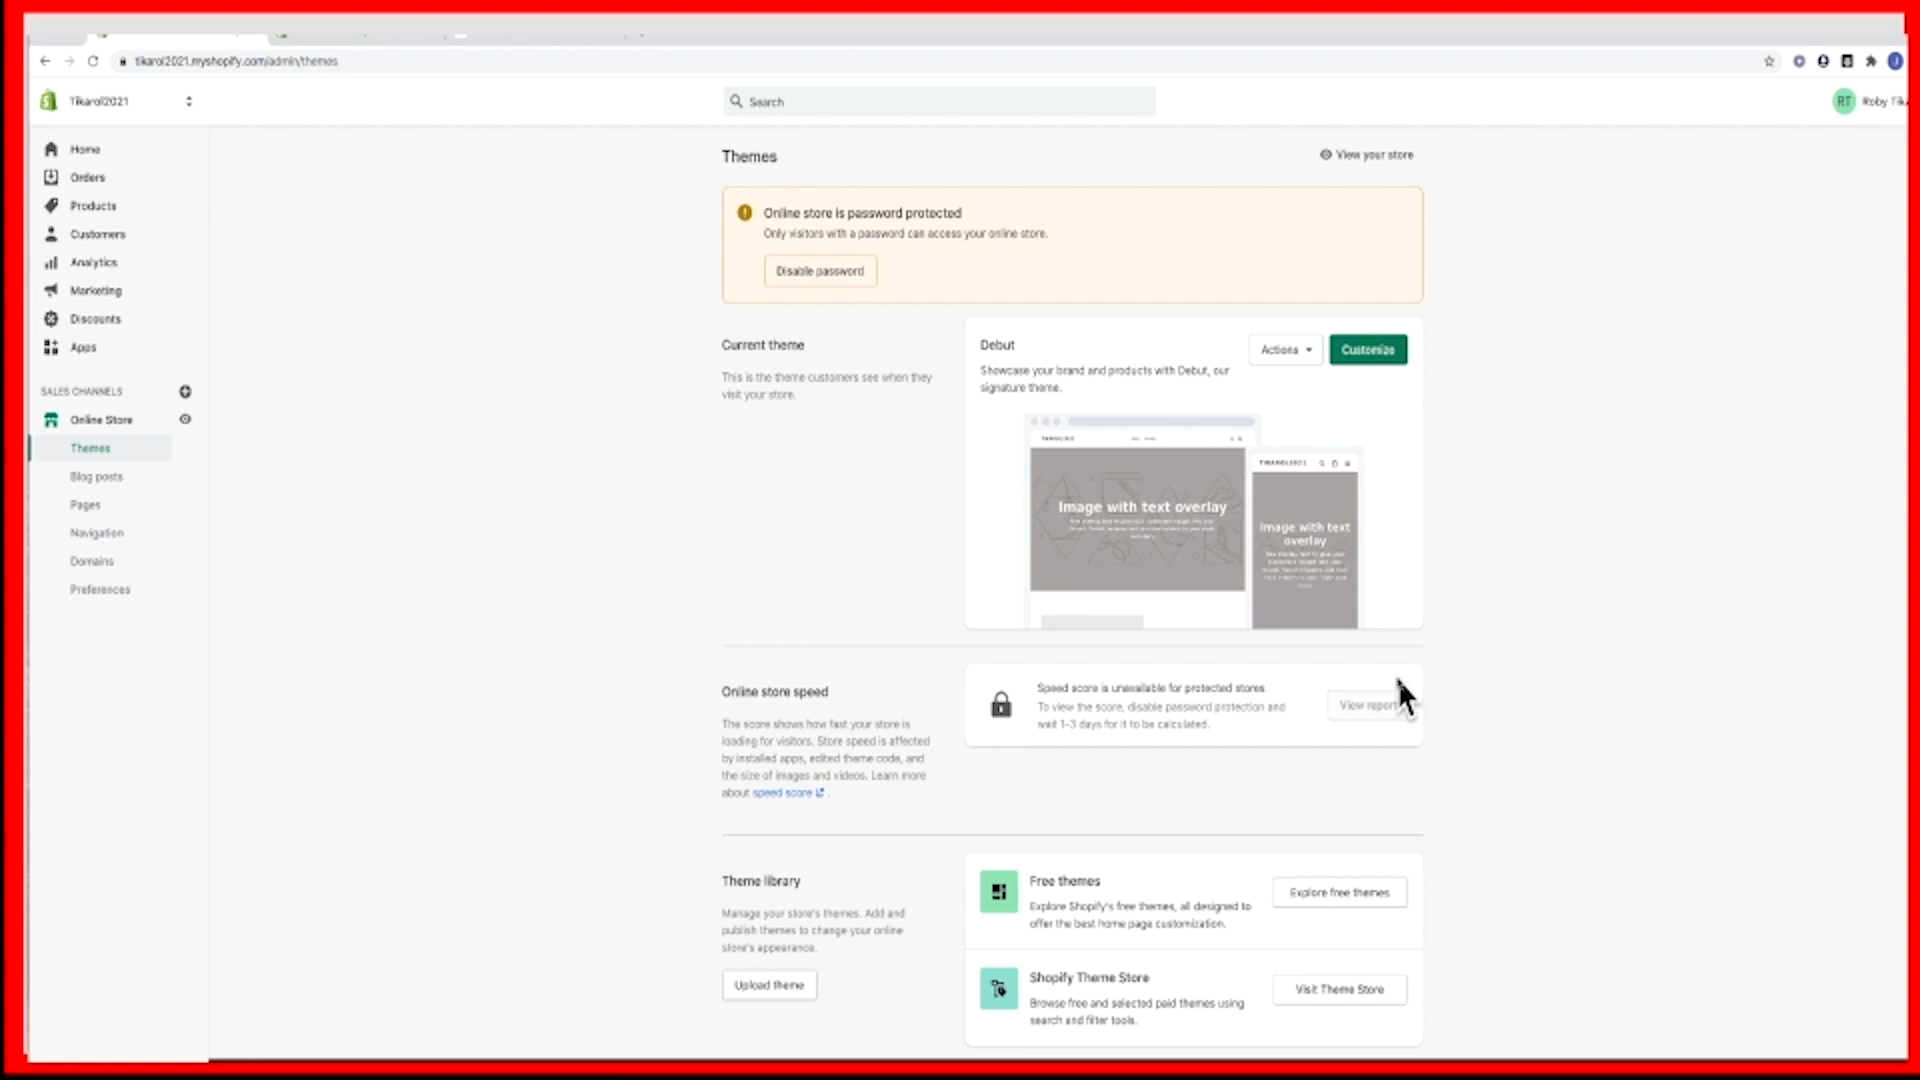 tikarol2021.myshopify.com/admin/themes
Tikarol2021
Search
RT
Roby Tik
Home
Orders
Products
Customers
Analytics
Marketing
Discounts
Apps
SALES CHANNELS
Online Store
Themes
Blog posts
Pages
Navigation
Domains
Preferences
Themes
View your store
Online store is password protected
Only visitors with a password can access your online store.
Disable password
Current theme
This is the theme customers see when they
visit your store.
Debut
Actions
Customize
Showcase your brand and products with Debut, our
signature theme.
TIKAROL2021
Image with text overlay
TIKAROL2021
Image with text
overlay
Online store speed
The score shows how fast your store is
loading for visitors. Store speed is affected
by installed apps, edited theme code, and
the size of images and videos. Learn more
about speed score .
Speed score is unavailable for protected stores
To view the score, disable password protection and
wait 1-3 days for it to be calculated.
View report
Theme library
Manage your store's themes. Add and
publish themes to change your online
store's appearance.
Upload theme
Free themes
Explore Shopify's free themes, all designed to
offer the best home page customization.
Explore free themes
Shopify Theme Store
Browse free and selected paid themes using
search and filter tools.
Visit Theme Store